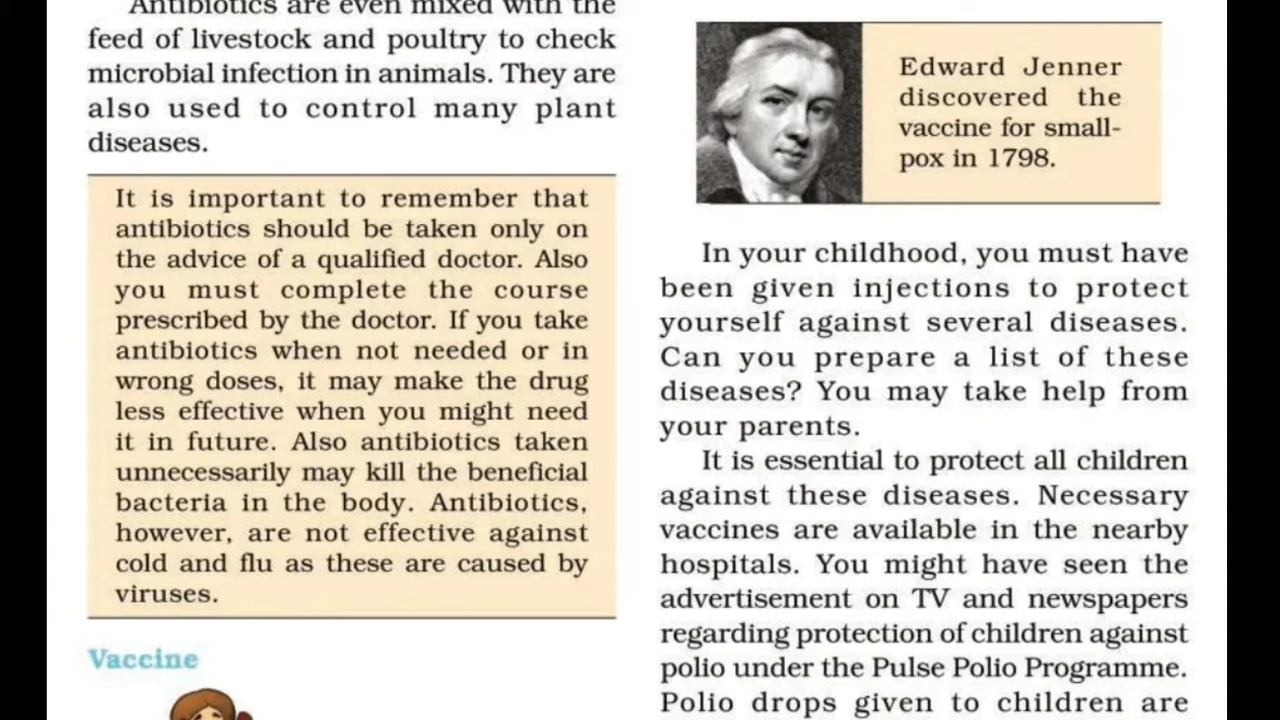 Antibiotics are even mixed with the
feed of livestock and poultry to check
microbial infection in animals. They are
also used to control many plant
diseases.
It is important to remember that
antibiotics should be taken only on
the advice of a qualified doctor. Also
you must complete the course
prescribed by the doctor. If you take
antibiotics when not needed or in
wrong doses, it may make the drug
less effective when you might need
it in future. Also antibiotics taken
unnecessarily may kill the beneficial
bacteria in the body. Antibiotics,
however, are not effective against
cold and flu as these are caused by
viruses.
Vaccine
Edward Jenner
discovered the
vaccine for small-
pox in 1798.
In your childhood, you must have
been given injections to protect
yourself against several diseases.
Can you prepare a list of these
diseases? You may take help from
your parents.
It is essential to protect all children
against these diseases. Necessary
vaccines are available in the nearby
hospitals. You might have seen the
advertisement on TV and newspapers
regarding protection of children against
polio under the Pulse Polio Programme.
Polio drops given to children are